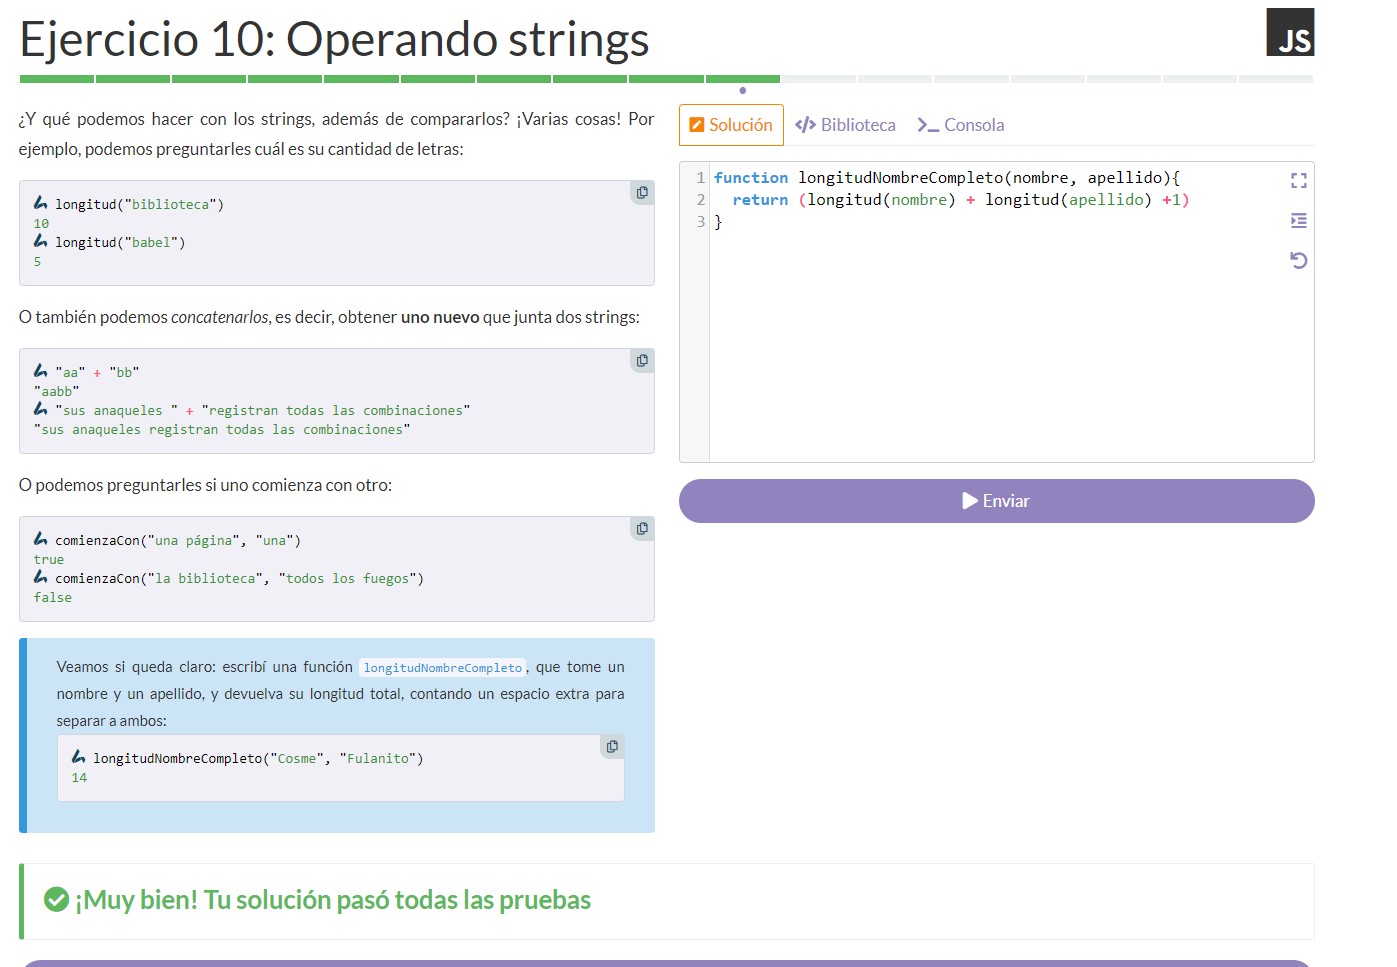 Ejercicio 10: Operando strings
JS
¿Y qué podemos hacer con los strings, además de compararlos? ¡Varias cosas! Por
ejemplo, podemos preguntarles cuál es su cantidad de letras:
longitud("biblioteca")
10
longitud("babel")
5
O también podemos concatenarlos, es decir, obtener uno nuevo que junta dos strings:
"aa" + "bb"
"aabb"
"sus anaqueles " + "registran todas las combinaciones"
"sus anaqueles registran todas las combinaciones"
O podemos preguntarles si uno comienza con otro:
comienzaCon("una página", "una")
true
comienzaCon("la biblioteca", "todos los fuegos")
false
Veamos si queda claro: escribí una función longitudNombreCompleto, que tome un
nombre y un apellido, y devuelva su longitud total, contando un espacio extra para
separar a ambos:
longitudNombreCompleto("Cosme", "Fulanito")
14
Solución </> Biblioteca Consola
1 function longitudNombreCompleto(nombre, apellido){
2 return (longitud(nombre) + longitud(apellido) +1)
3 }
Enviar
¡Muy bien! Tu solución pasó todas las pruebas